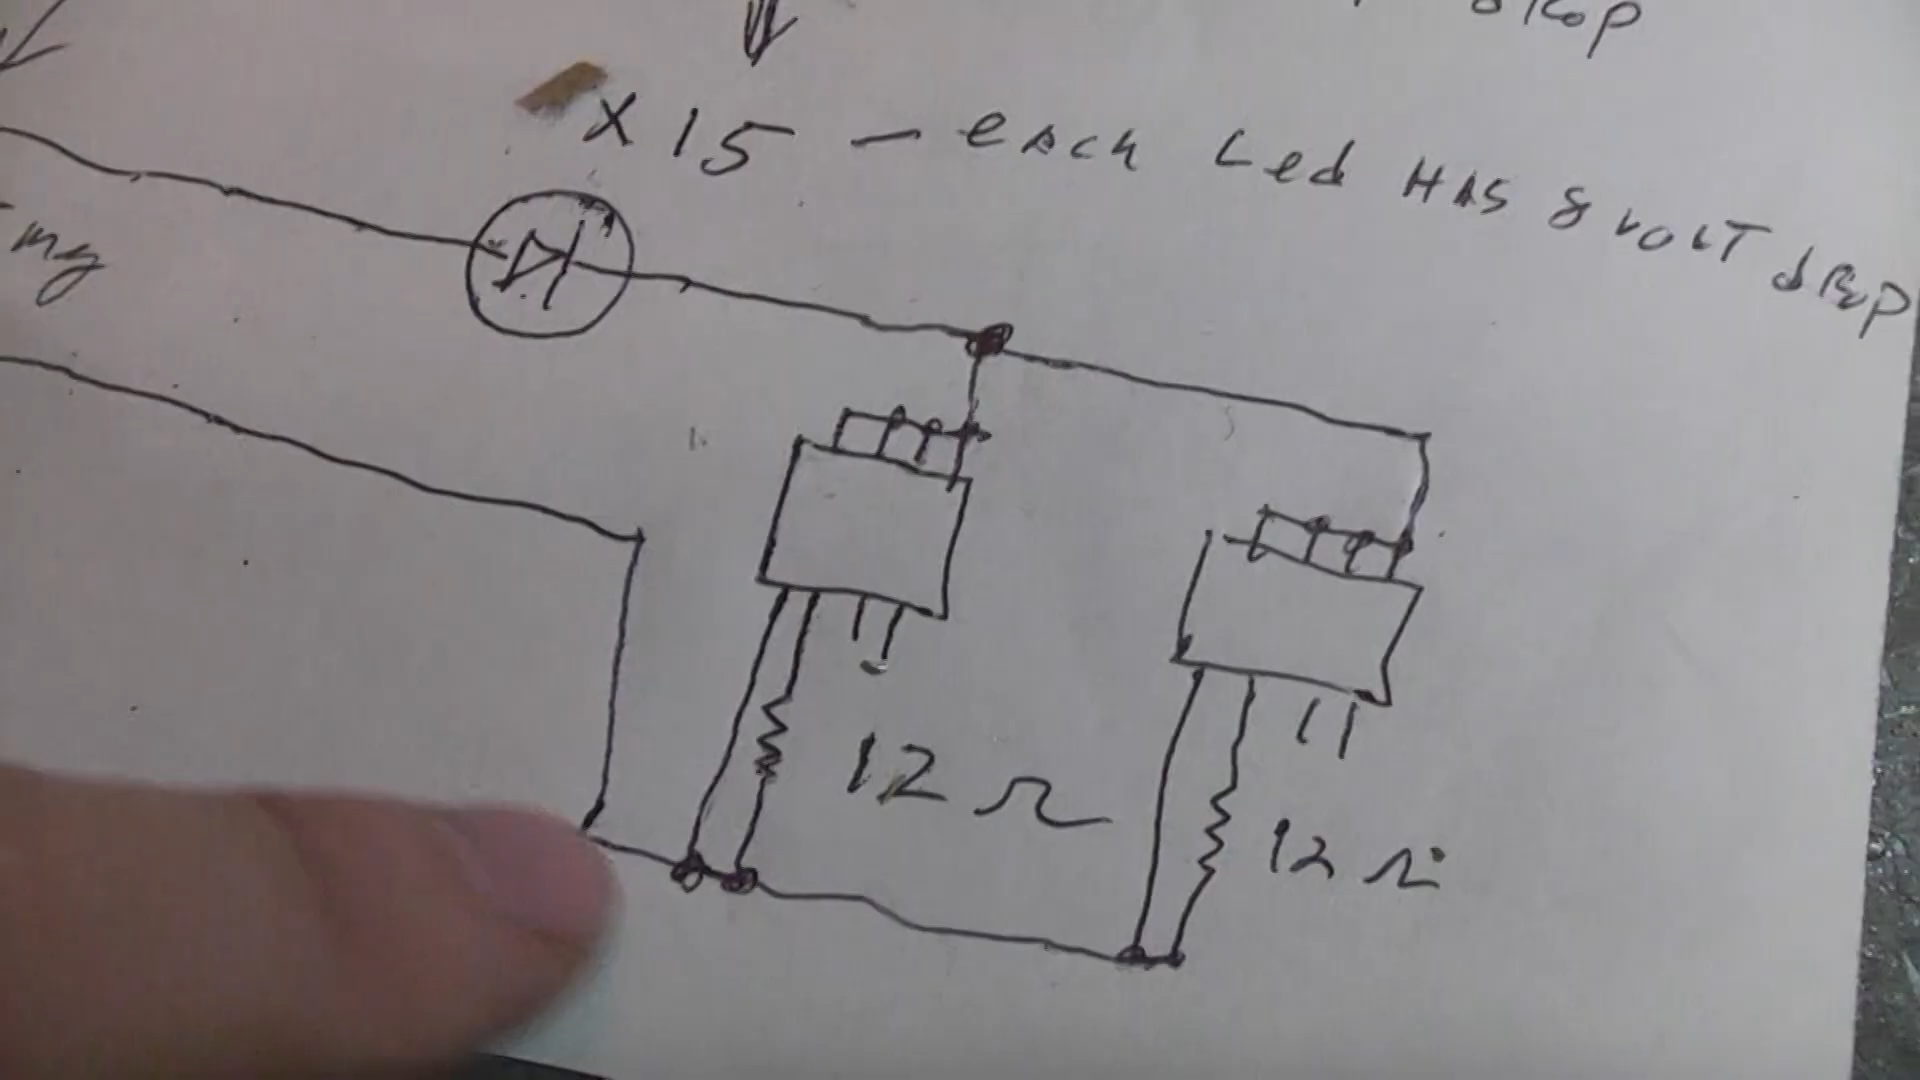 drop
X 15 - each Led HAS 8 VOLT drop
12 Ω
12 Ω